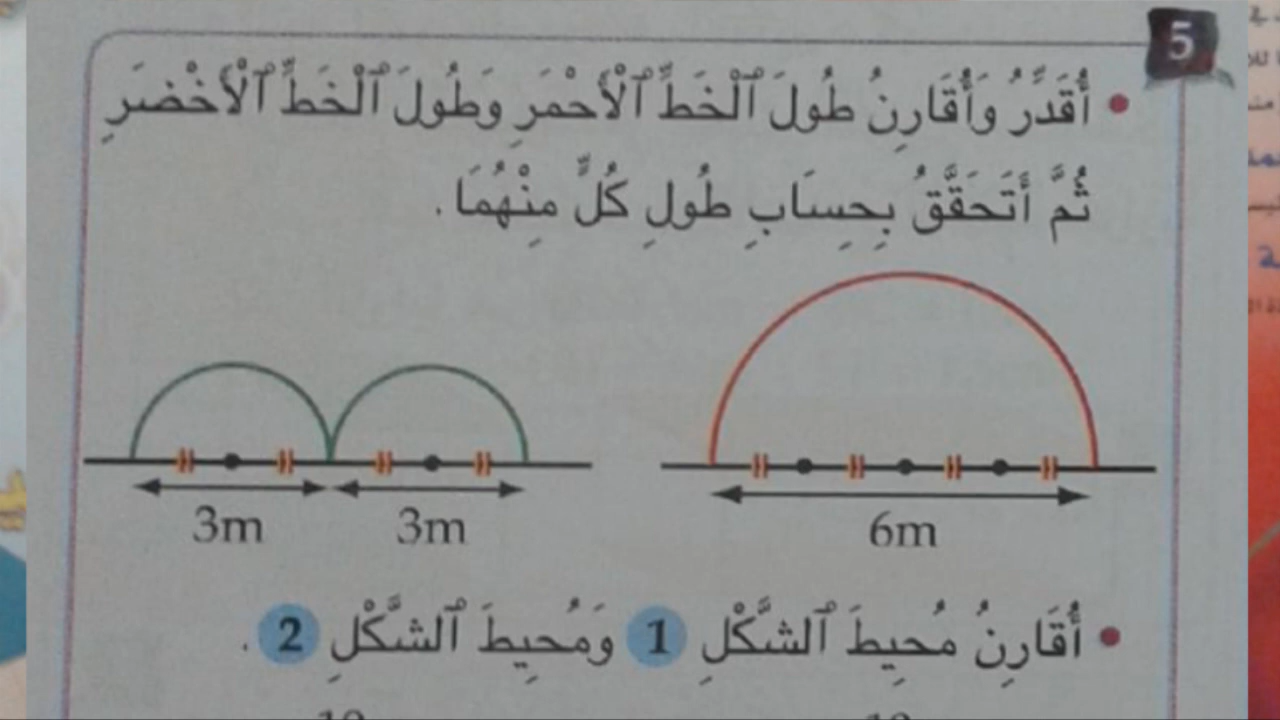 5
• أُقَدِّرُ وَأُقَارِنُ طُولَ ٱلْخَطِّ ٱلْأَحْمَرِ وَطُولَ ٱلْخَطِّ ٱلْأَخْضَرِ
ثُمَّ أَتَحَقَّقُ بِحِسَابِ طُولِ كُلٍّ مِنْهُمَا.
3m 3m 6m
• أُقَارِنُ مُحِيطَ ٱلشَّكْلِ 1 وَمُحِيطَ ٱلشَّكْلِ 2 .